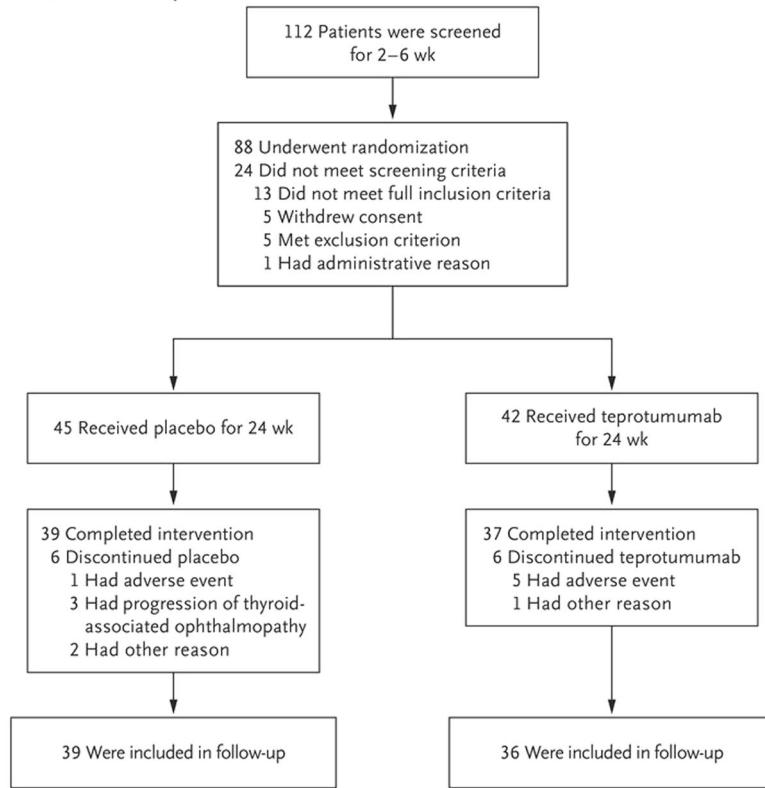 112 Patients were screened
for 2–6 wk
88 Underwent randomization
24 Did not meet screening criteria
13 Did not meet full inclusion criteria
5 Withdrew consent
5 Met exclusion criterion
1 Had administrative reason
45 Received placebo for 24 wk
42 Received teprotumumab
for 24 wk
39 Completed intervention
6 Discontinued placebo
1 Had adverse event
3 Had progression of thyroid-
associated ophthalmopathy
2 Had other reason
37 Completed intervention
6 Discontinued teprotumumab
5 Had adverse event
1 Had other reason
39 Were included in follow-up
36 Were included in follow-up